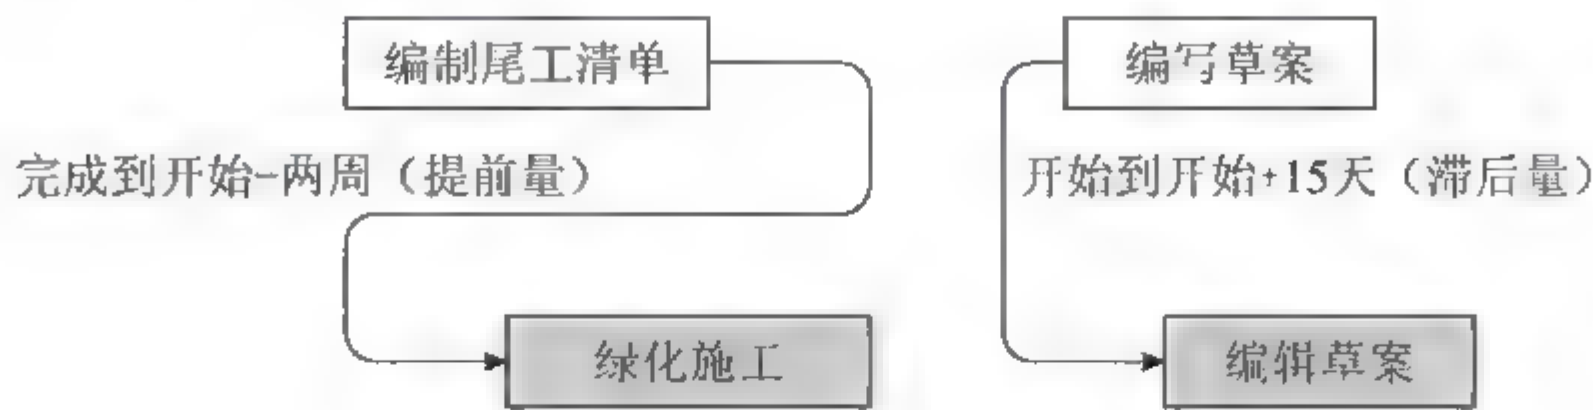 编制尾工清单
编写草案
完成到开始-两周（提前量）
开始到开始+15天（滞后量）
绿化施工
编辑草案